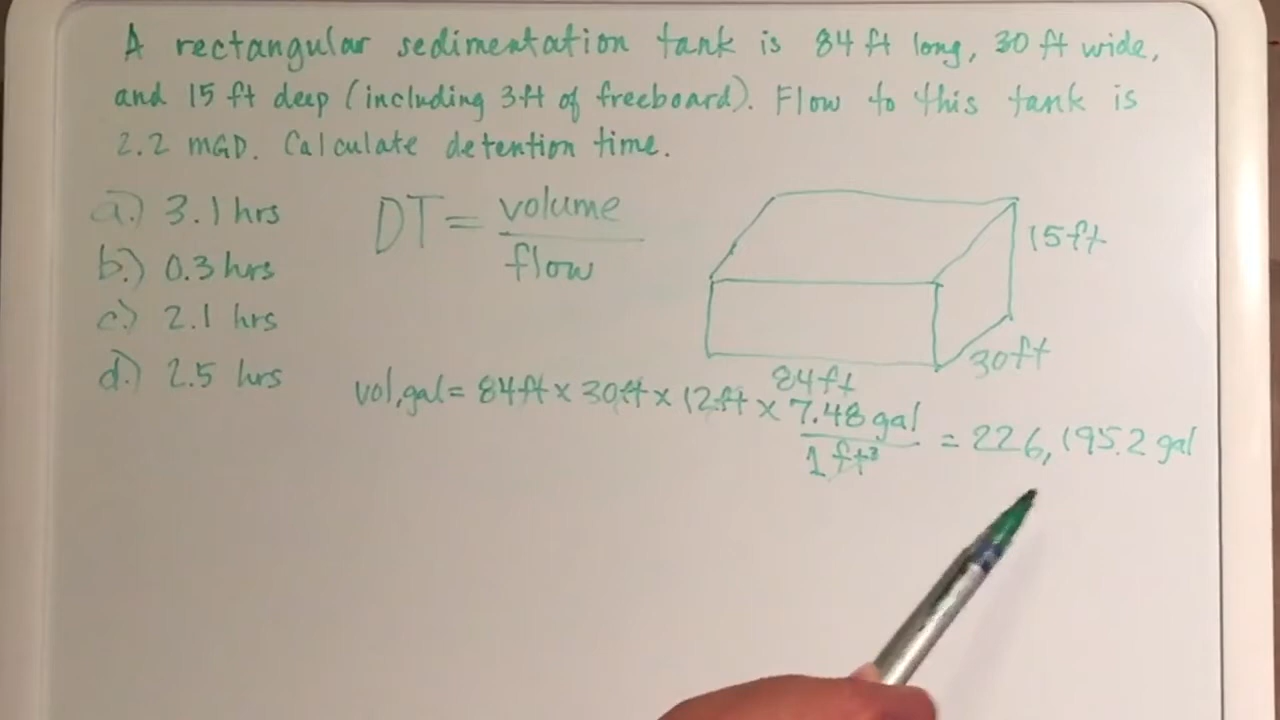 A rectangular sedimentation tank is 84 ft long, 30 ft wide,
and 15 ft deep (including 3ft of freeboard). Flow to this tank is
2.2 MGD. Calculate detention time.
a.) 3.1 hrs
b.) 0.3 hrs
c.) 2.1 hrs
d.) 2.5 hrs
DT = volume
flow
15ft
30ft
84ft
vol, gal = 84ft x 30ft x 12ft x 7.48 gal
1 ft³
= 226,195.2 gal